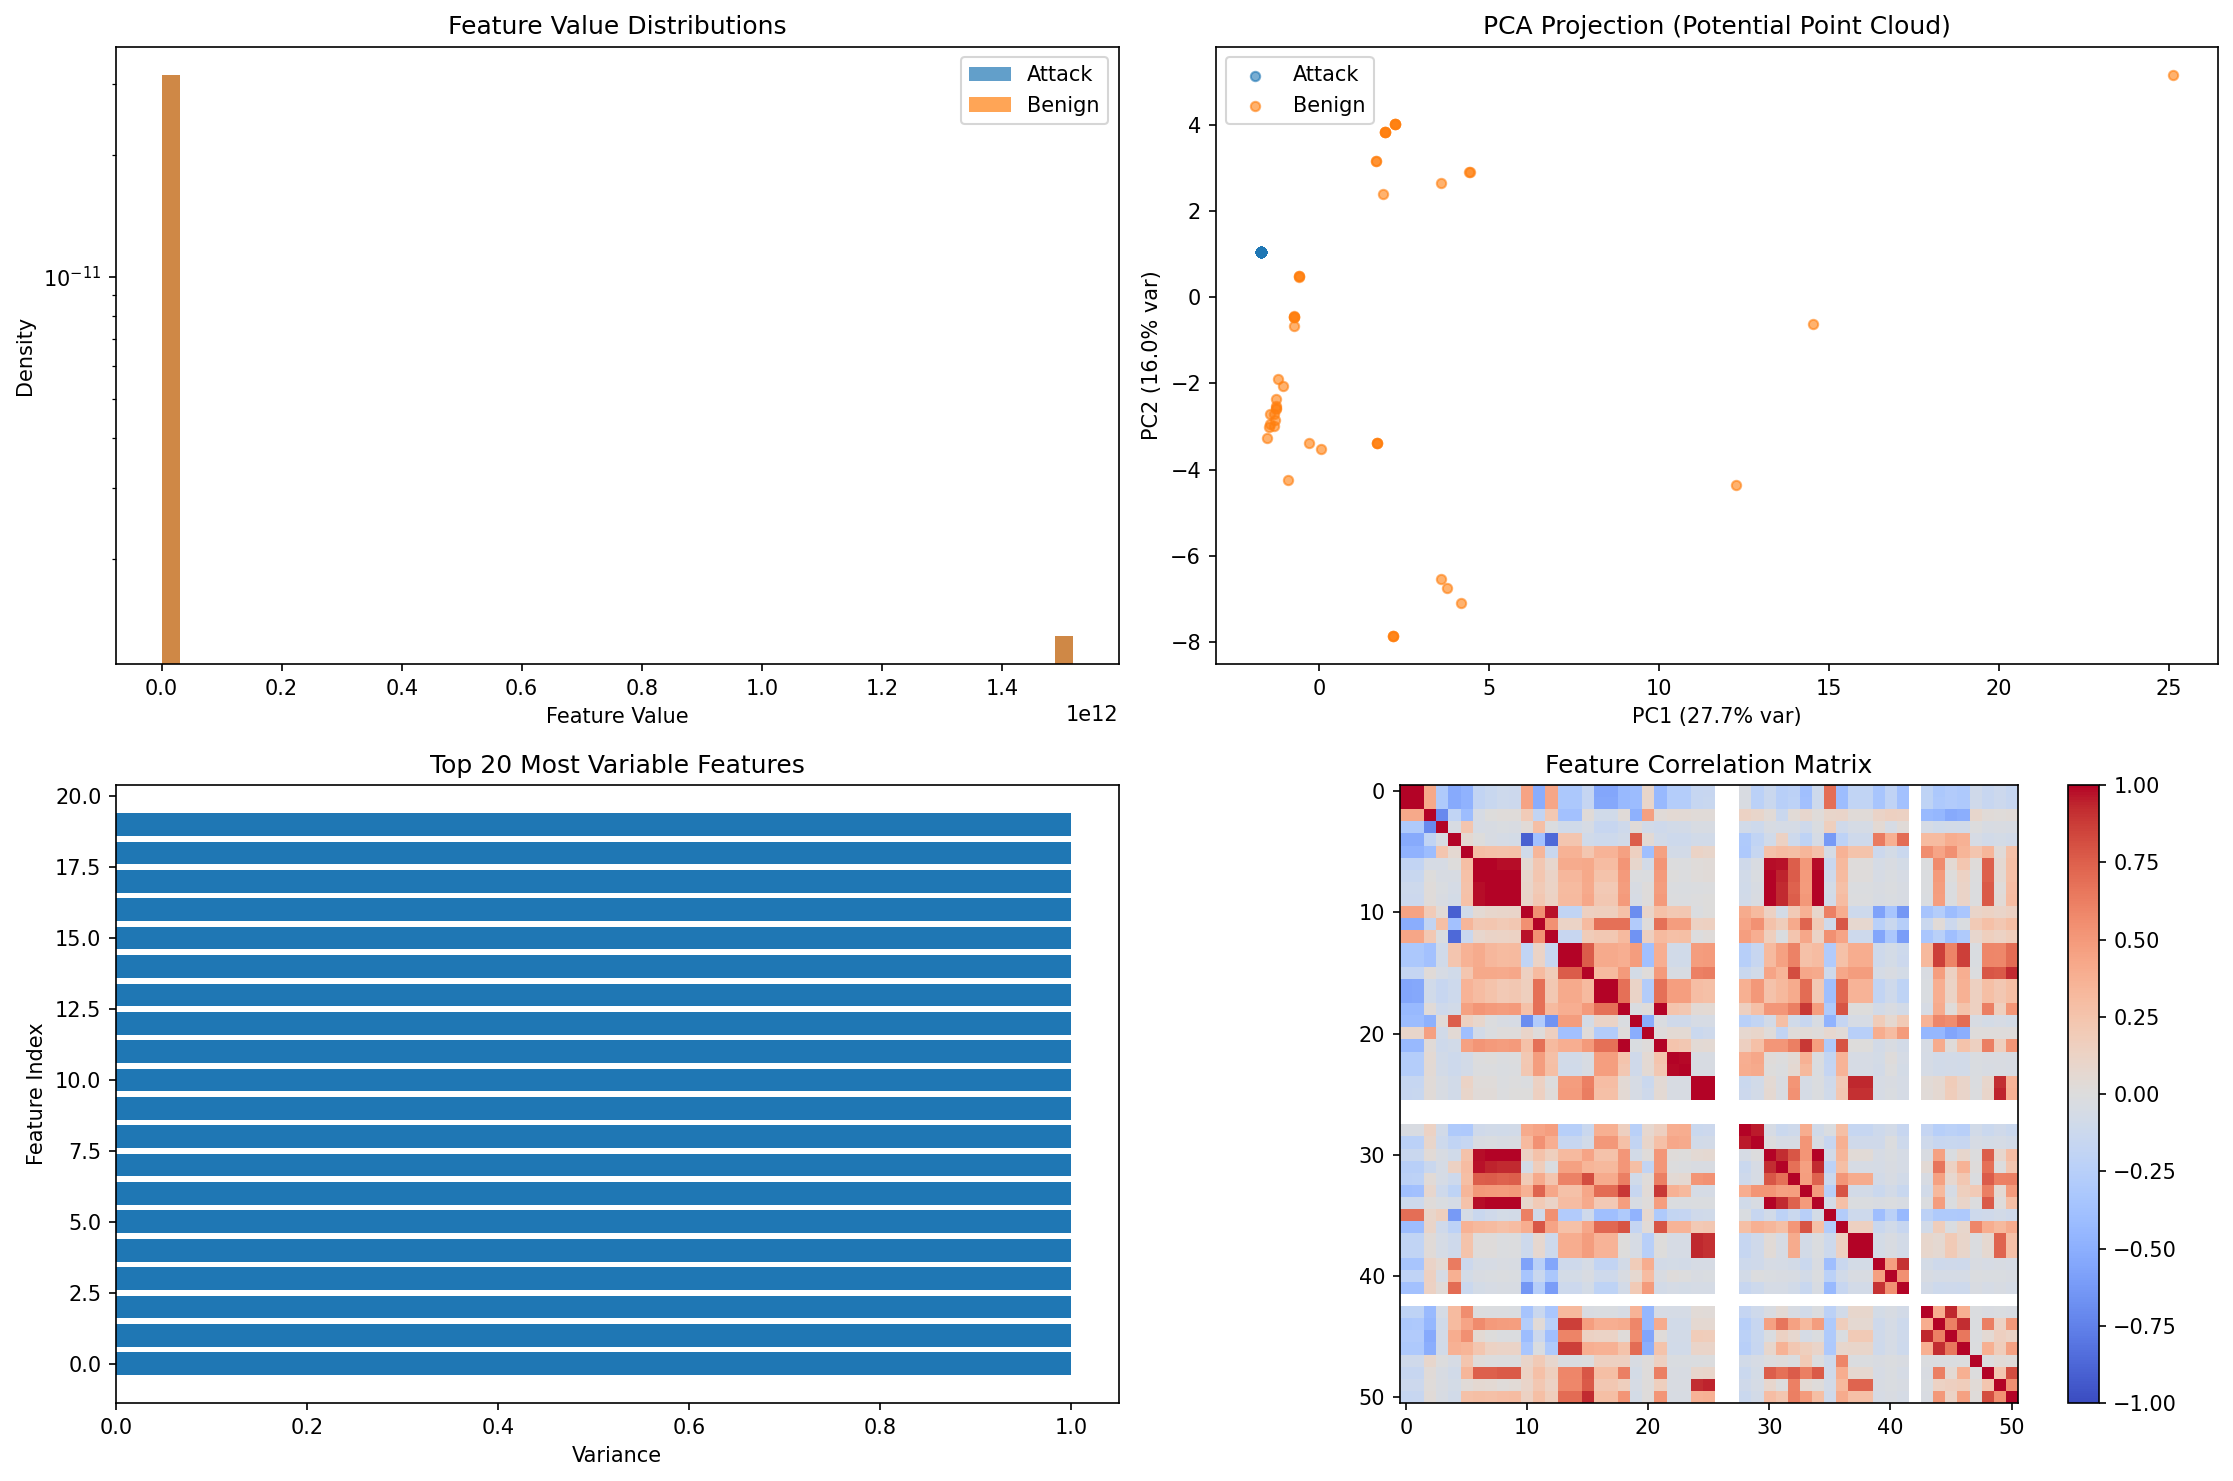 Feature Value Distributions
Attack
Benign
10⁻¹¹
Density
0.0 0.2 0.4 0.6 0.8 1.0 1.2 1.4
1e12
Feature Value
PCA Projection (Potential Point Cloud)
Attack
Benign
4
2
0
−2
−4
−6
−8
PC2 (16.0% var)
0 5 10 15 20 25
PC1 (27.7% var)
Top 20 Most Variable Features
20.0
17.5
15.0
12.5
10.0
7.5
5.0
2.5
0.0
Feature Index
0.0 0.2 0.4 0.6 0.8 1.0
Variance
Feature Correlation Matrix
0
10
20
30
40
50
0 10 20 30 40 50
1.00
0.75
0.50
0.25
0.00
−0.25
−0.50
−0.75
−1.00